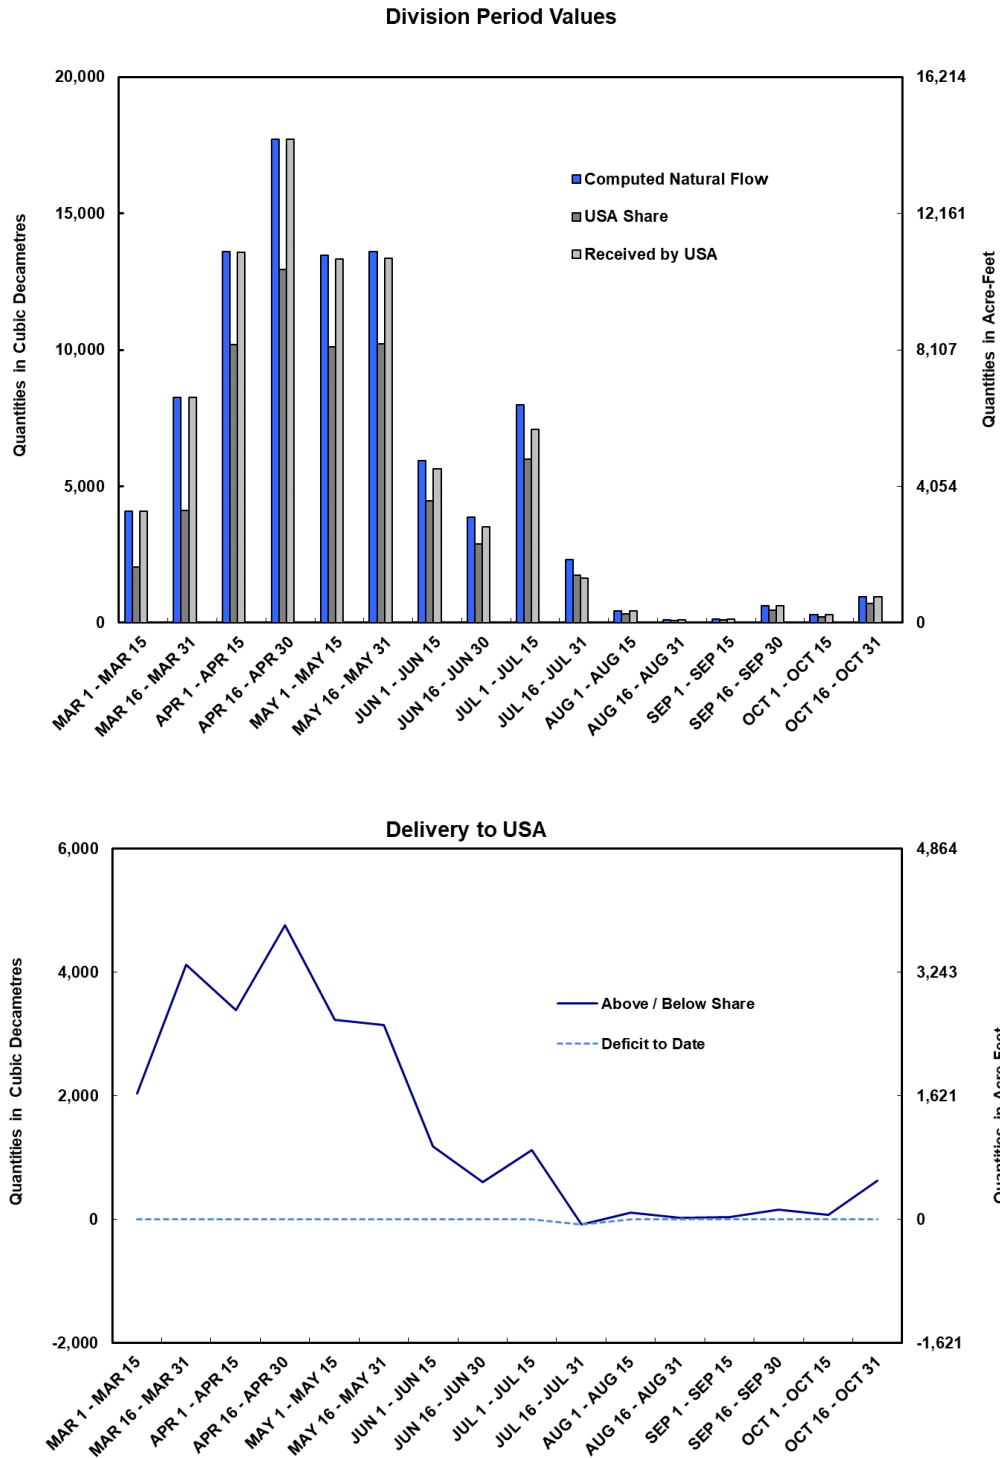 Division Period Values
20,000
15,000
10,000
5,000
0
16,214
12,161
8,107
4,054
0
Quantities in Cubic Decametres
Quantities in Acre-Feet
Computed Natural Flow
USA Share
Received by USA
MAR 1 - MAR 15
MAR 16 - MAR 31
APR 1 - APR 15
APR 16 - APR 30
MAY 1 - MAY 15
MAY 16 - MAY 31
JUN 1 - JUN 15
JUN 16 - JUN 30
JUL 1 - JUL 15
JUL 16 - JUL 31
AUG 1 - AUG 15
AUG 16 - AUG 31
SEP 1 - SEP 15
SEP 16 - SEP 30
OCT 1 - OCT 15
OCT 16 - OCT 31
Delivery to USA
6,000
4,000
2,000
0
-2,000
4,864
3,243
1,621
0
-1,621
Quantities in Cubic Decametres
Quantities in Acre-Feet
Above / Below Share
Deficit to Date
MAR 1 - MAR 15
MAR 16 - MAR 31
APR 1 - APR 15
APR 16 - APR 30
MAY 1 - MAY 15
MAY 16 - MAY 31
JUN 1 - JUN 15
JUN 16 - JUN 30
JUL 1 - JUL 15
JUL 16 - JUL 31
AUG 1 - AUG 15
AUG 16 - AUG 31
SEP 1 - SEP 15
SEP 16 - SEP 30
OCT 1 - OCT 15
OCT 16 - OCT 31